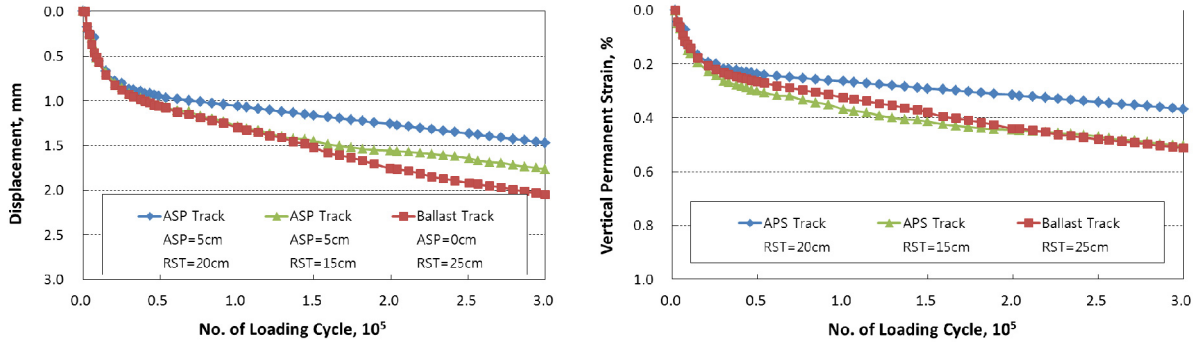 Displacement, mm
0.0
0.5
1.0
1.5
2.0
2.5
3.0
ASP Track ASP Track Ballast Track
ASP=5cm ASP=5cm ASP=0cm
RST=20cm RST=15cm RST=25cm
0.0 0.5 1.0 1.5 2.0 2.5 3.0
No. of Loading Cycle, 10⁵
Vertical Permanent Strain, %
0.0
0.2
0.4
0.6
0.8
1.0
APS Track APS Track Ballast Track
RST=20cm RST=15cm RST=25cm
0.0 0.5 1.0 1.5 2.0 2.5 3.0
No. of Loading Cycle, 10⁵